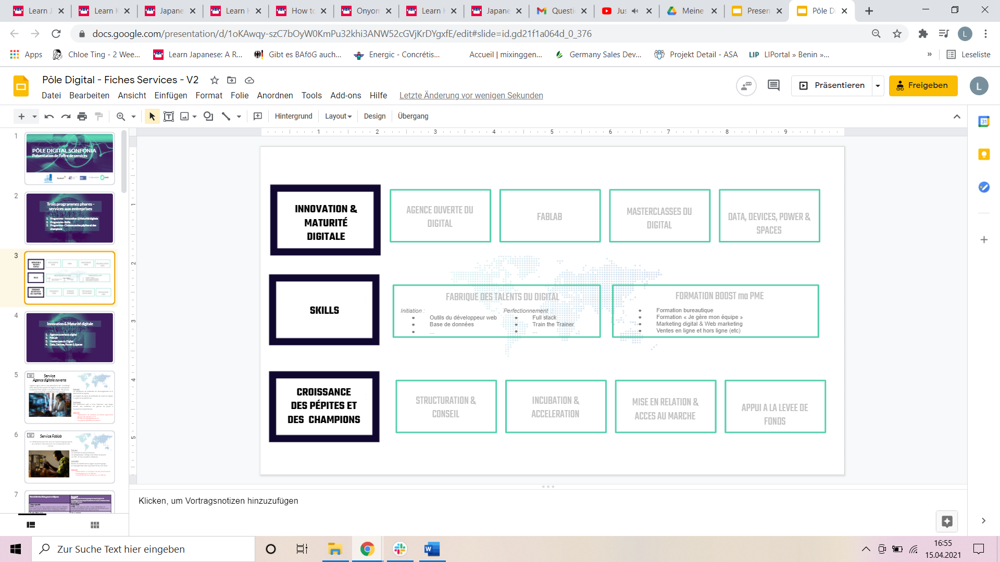 Learn J
Learn K
Japane
Learn H
How to
Onyom
Learn K
Japane
Questi
Jus
Meine
Presen
Pôle D
docs.google.com/presentation/d/1oKAwqy-szC7bOyW0KmPu32khi3ANW52cGVjKrDYgxfE/edit#slide=id.gd21f1a064d_0_376
L
Apps
Chloe Ting - 2 Wee...
Learn Japanese: A R...
Gibt es BAföG auch...
Energic - Concrétis...
Accueil | mixinggen...
Germany Sales Dev...
Projekt Detail - ASA
LIP LIPortal » Benin »...
»
Leseliste
Pôle Digital - Fiches Services - V2
Datei Bearbeiten Ansicht Einfügen Format Folie Anordnen Tools Add-ons Hilfe Letzte Änderung vor wenigen Sekunden
Präsentieren
Freigeben
L
Hintergrund Layout Design Übergang
1 2 3 4 5 6 7 8 9
1
2
3
4
5
1
PÔLE DIGITAL SONFONIA
Présentation de l'offre de services
2
Trois programmes phares -
services aux entreprises
1. Programme - Innovation & Maturité digitale
2. Programme - Skills
3. Programme - Croissance des pépites et des
champions
3
4
Innovation & Maturité digitale
1. Agence ouverte du digital
2. FabLab
3. Masterclass du Digital
4. Data, Devices, Power & Spaces
5
Service
Agence digitale ouverte
6
Service Fablab
7
INNOVATION &
MATURITÉ
DIGITALE
AGENCE OUVERTE DU
DIGITAL
FABLAB
MASTERCLASSES DU
DIGITAL
DATA, DEVICES, POWER &
SPACES
SKILLS
FABRIQUE DES TALENTS DU DIGITAL
Initiation :
● Outils du développeur web
● Base de données
● ...
Perfectionnement :
● Full stack
● Train the Trainer
● ...
FORMATION BOOST ma PME
● Formation bureautique
● Formation « Je gère mon équipe »
● Marketing digital & Web marketing
● Ventes en ligne et hors ligne (etc)
CROISSANCE
DES PÉPITES ET
DES CHAMPIONS
STRUCTURATION &
CONSEIL
INCUBATION &
ACCELERATION
MISE EN RELATION &
ACCES AU MARCHE
APPUI A LA LEVEE DE
FONDS
Klicken, um Vortragsnotizen hinzuzufügen
31
Zur Suche Text hier eingeben
16:55
15.04.2021